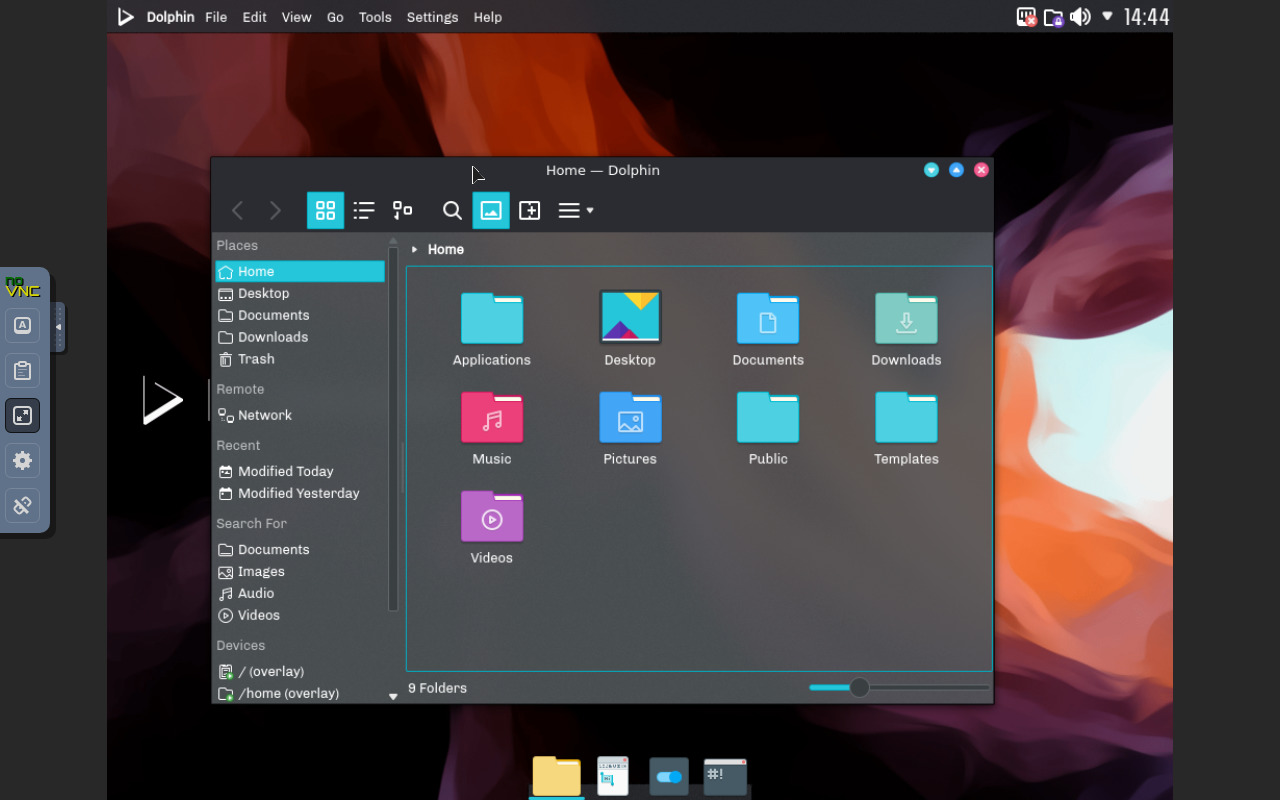 Dolphin File Edit View Go Tools Settings Help 14:44
Home — Dolphin
Places
Home
Desktop
Documents
Downloads
Trash
Remote
Network
Recent
Modified Today
Modified Yesterday
Search For
Documents
Images
Audio
Videos
Devices
/ (overlay)
/home (overlay)
Home
Applications Desktop Documents Downloads
Music Pictures Public Templates
Videos
9 Folders
no
VNC
A
#!